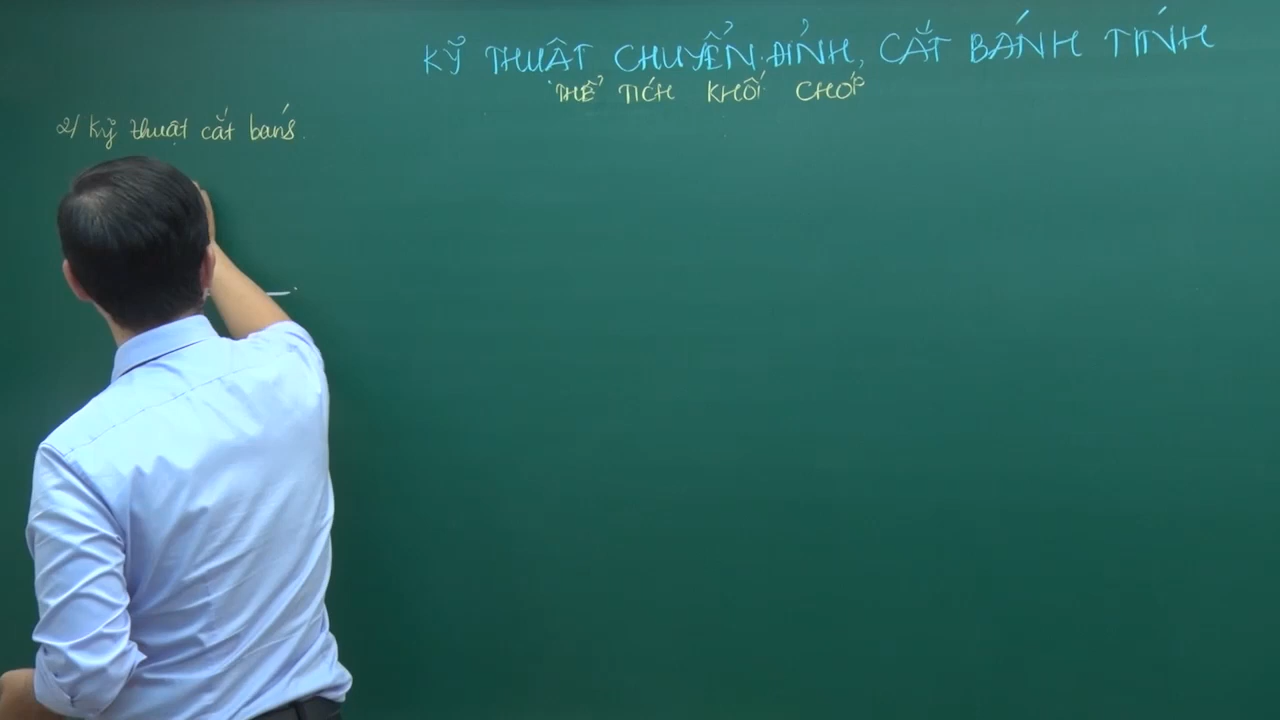 KỸ THUẬT CHUYỂN ĐỈNH, CẮT BÁNH TÍNH
THỂ TÍCH KHỐI CHÓP
2/ Kỹ thuật cắt bánh.